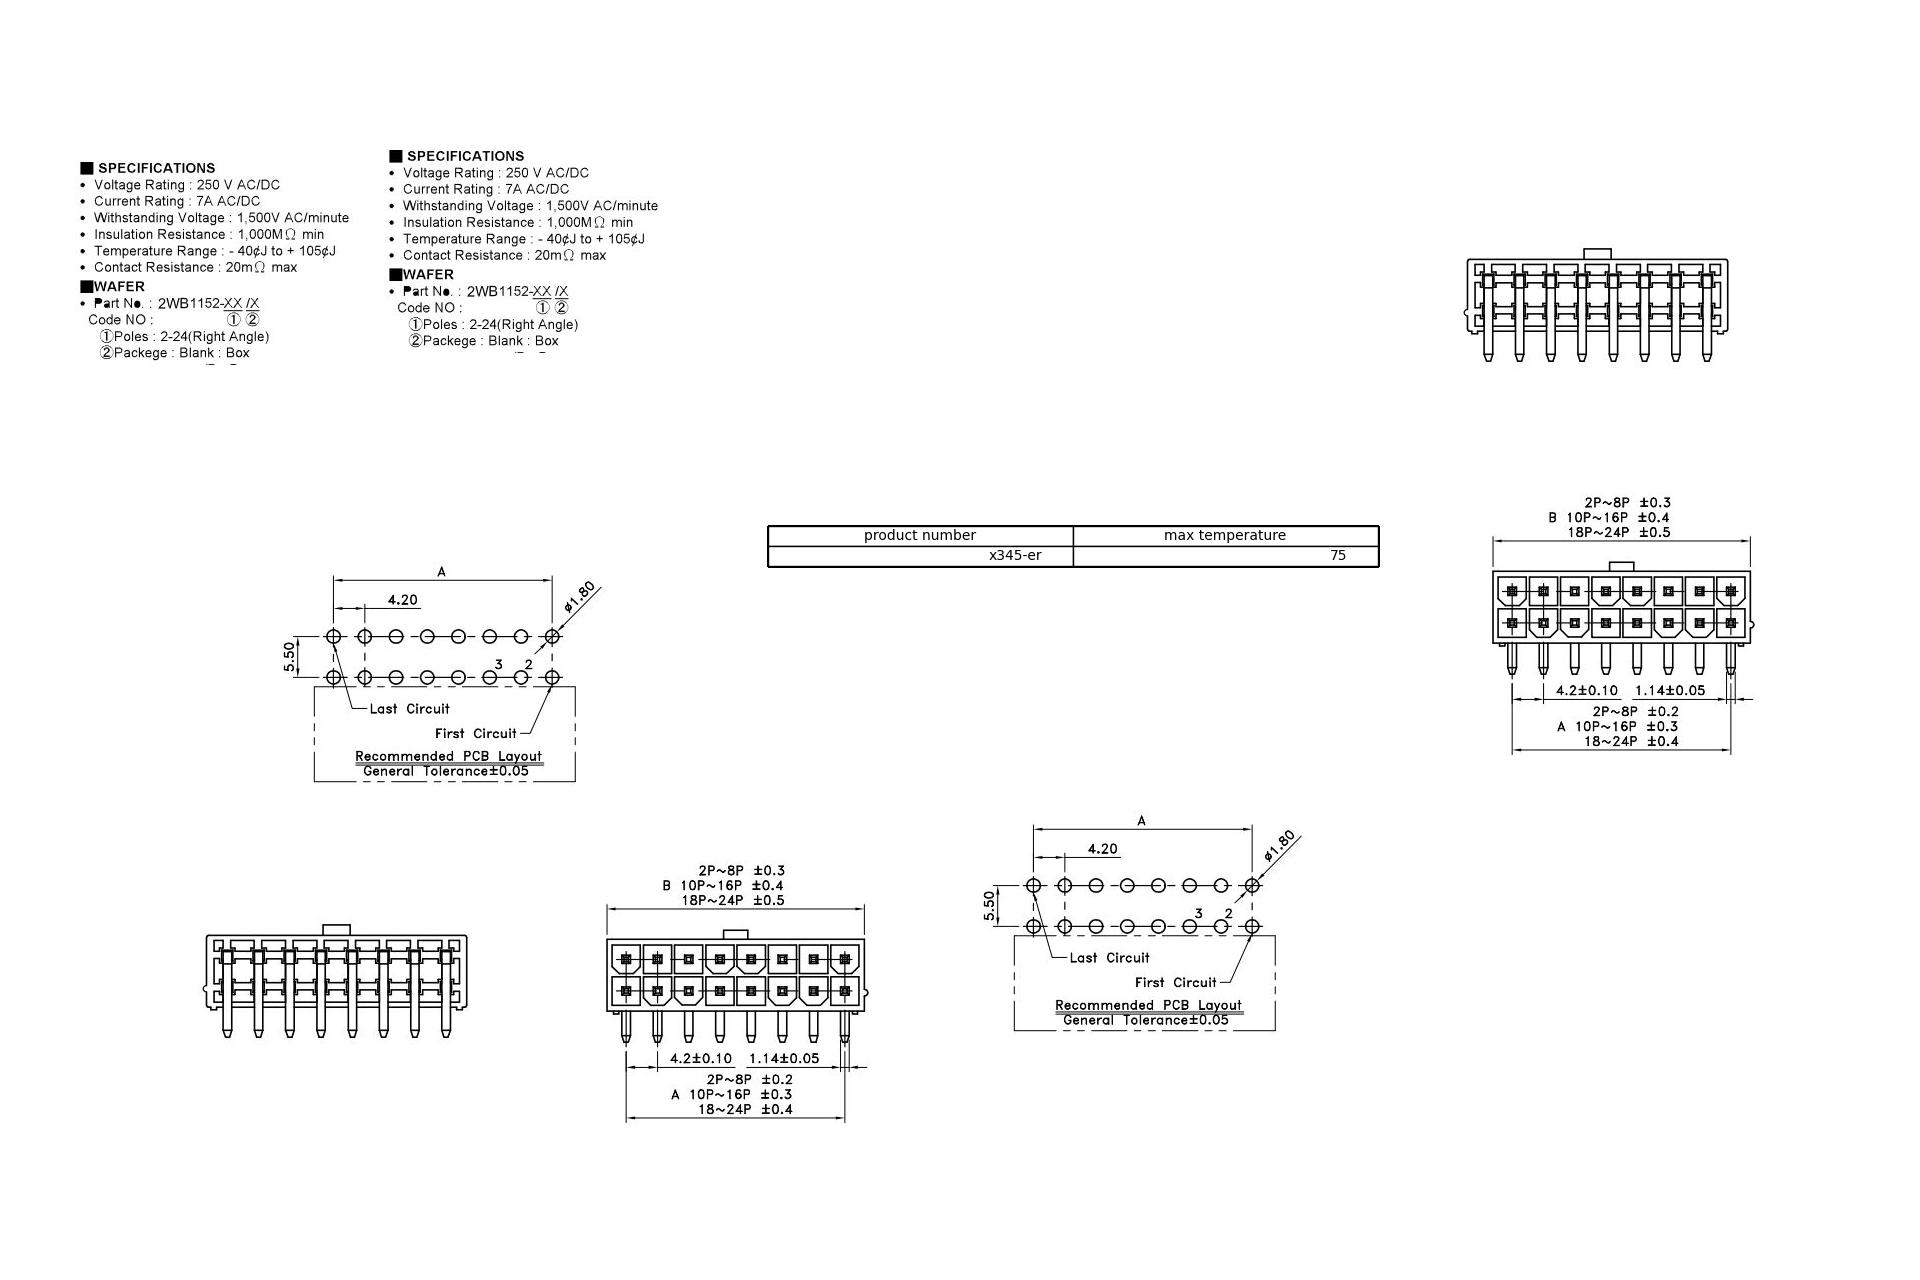 ■ SPECIFICATIONS
• Voltage Rating : 250 V AC/DC
• Current Rating : 7A AC/DC
• Withstanding Voltage : 1,500V AC/minute
• Insulation Resistance : 1,000MΩ min
• Temperature Range : - 40¢J to + 105¢J
• Contact Resistance : 20mΩ max
■WAFER
• Part No. : 2WB1152-XX /X
Code NO : ① ②
①Poles : 2-24(Right Angle)
②Packege : Blank : Box
■ SPECIFICATIONS
• Voltage Rating : 250 V AC/DC
• Current Rating : 7A AC/DC
• Withstanding Voltage : 1,500V AC/minute
• Insulation Resistance : 1,000MΩ min
• Temperature Range : - 40¢J to + 105¢J
• Contact Resistance : 20mΩ max
■WAFER
• Part No. : 2WB1152-XX /X
Code NO : ① ②
①Poles : 2-24(Right Angle)
②Packege : Blank : Box
product number max temperature
x345-er 75
2P~8P ±0.3
B 10P~16P ±0.4
18P~24P ±0.5
4.2±0.10 1.14±0.05
2P~8P ±0.2
A 10P~16P ±0.3
18~24P ±0.4
A
4.20
ø1.80
5.50
3 2
Last Circuit
First Circuit
Recommended PCB Layout
General Tolerance±0.05
2P~8P ±0.3
B 10P~16P ±0.4
18P~24P ±0.5
4.2±0.10 1.14±0.05
2P~8P ±0.2
A 10P~16P ±0.3
18~24P ±0.4
A
4.20
ø1.80
5.50
3 2
Last Circuit
First Circuit
Recommended PCB Layout
General Tolerance±0.05